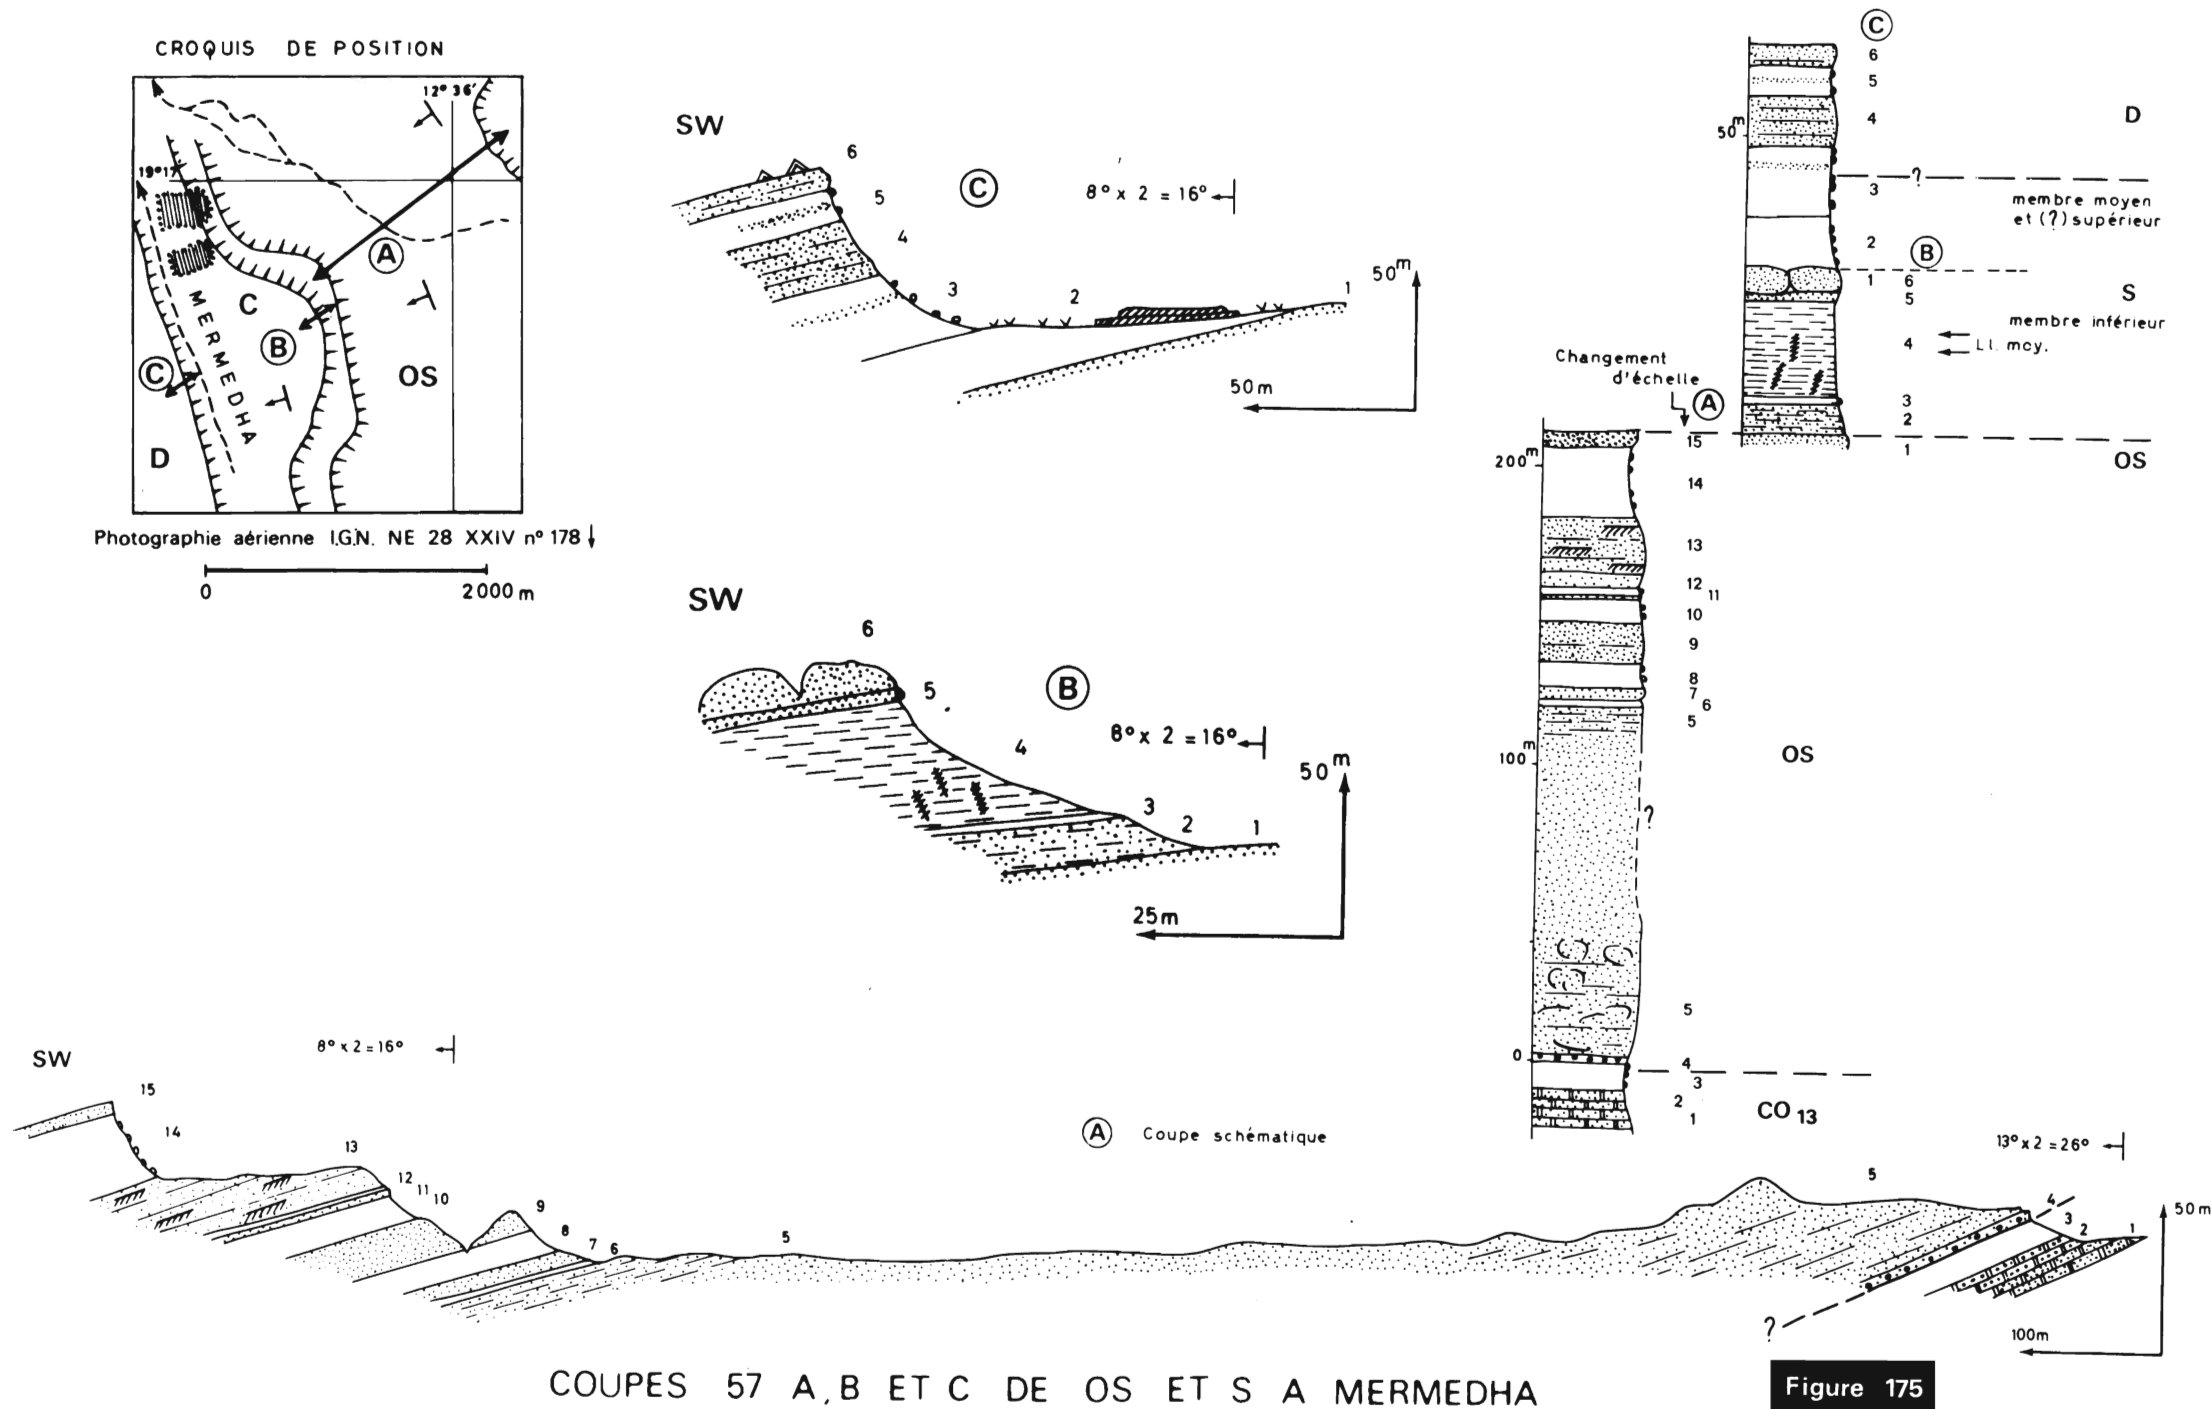 CROQUIS DE POSITION
12° 36'
19°17'
A
C
B
MERMEDHA
C
OS
D
Photographie aérienne I.G.N. NE 28 XXIV n° 178
0 2000 m
SW
6
5
4
3
2
1
C
8° x 2 = 16°
50m
50m
SW
6
5
4
3
2
1
B
8° x 2 = 16°
50 m
25m
C
6
5
4
3
2
1
50m
D
?
membre moyen
et (?) supérieur
B
6
5
S
membre inférieur
4
Ll. moy.
3
2
1
OS
Changement
d'échelle
A
15
200m
14
13
12
11
10
9
8
7
6
5
100m
OS
?
5
0
4
3
2
1
CO 13
SW
8° x 2 = 16°
15
14
13
12
11
10
9
8
7
6
5
A Coupe schématique
13° x 2 = 26°
5
4
3
2
1
50m
?
100m
COUPES 57 A, B ET C DE OS ET S A MERMEDHA
Figure 175